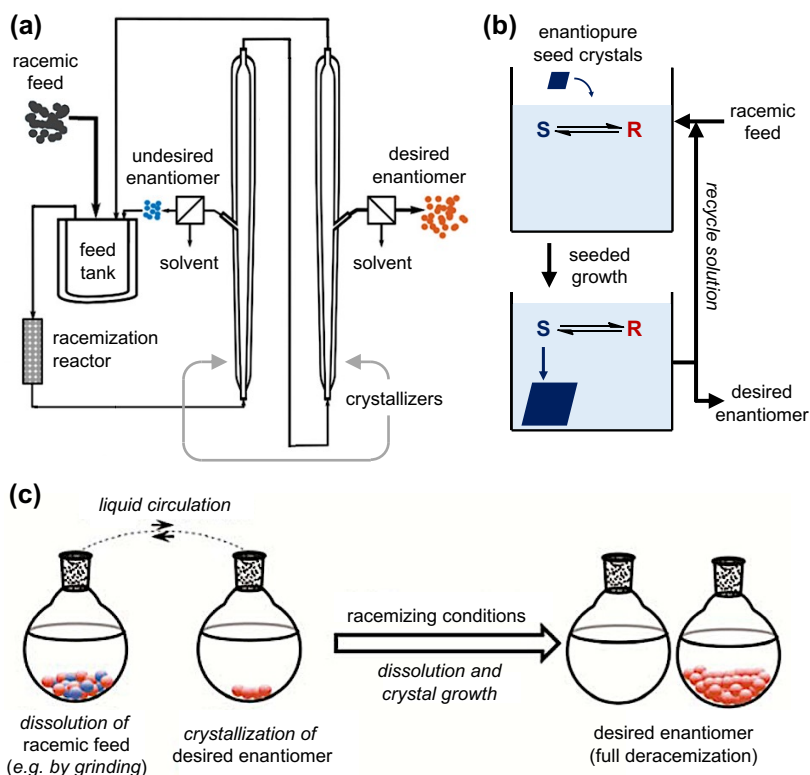 (a)
racemic
feed
undesired
enantiomer
desired
enantiomer
feed
tank
solvent
solvent
racemization
reactor
crystallizers
(b)
enantiopure
seed crystals
S
R
racemic
feed
recycle solution
seeded
growth
S
R
desired
enantiomer
(c)
liquid circulation
dissolution of
racemic feed
(e.g. by grinding)
crystallization of
desired enantiomer
racemizing conditions
dissolution and
crystal growth
desired enantiomer
(full deracemization)